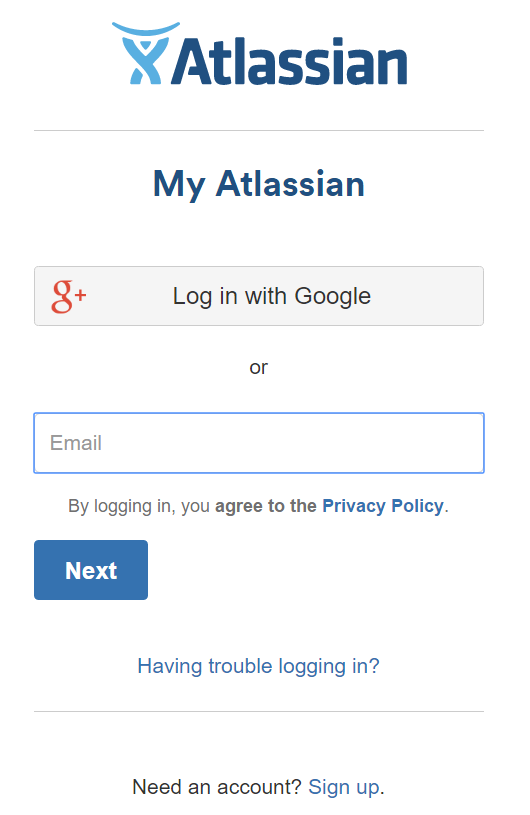 Atlassian
My Atlassian
g+ Log in with Google
or
Email
By logging in, you agree to the Privacy Policy.
Next
Having trouble logging in?
Need an account? Sign up.